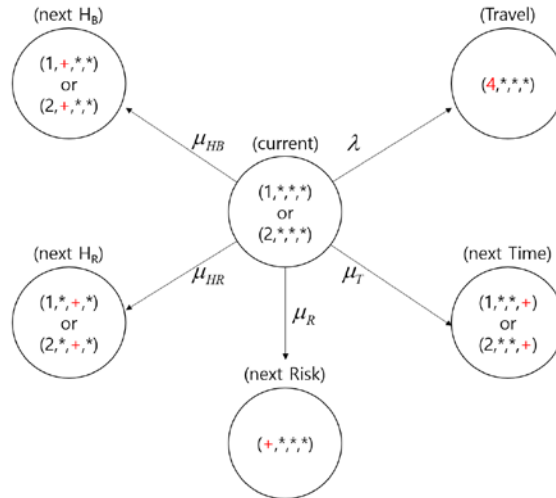 (next H_B)
(1,+,*,*)
or
(2,+,*,*)
(Travel)
(4,*,*,*)
μ_HB
λ
(current)
(1,*,*,*)
or
(2,*,*,*)
(next H_R)
(1,*,+,*)
or
(2,*,+,*)
μ_HR
μ_T
(next Time)
(1,*,*,+)
or
(2,*,*,+)
μ_R
(next Risk)
(+,*,*,*)